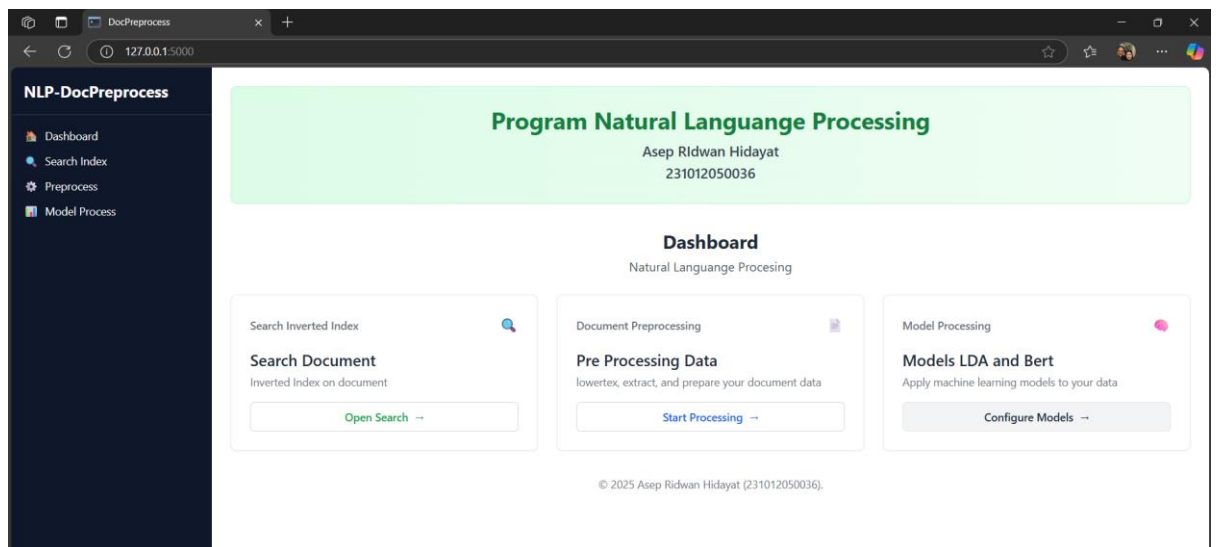 DocPreprocess
127.0.0.1:5000
NLP-DocPreprocess
Dashboard
Search Index
Preprocess
Model Process
Program Natural Languange Processing
Asep RIdwan Hidayat
231012050036
Dashboard
Natural Languange Procesing
Search Inverted Index
Search Document
Inverted Index on document
Open Search →
Document Preprocessing
Pre Processing Data
lowertex, extract, and prepare your document data
Start Processing →
Model Processing
Models LDA and Bert
Apply machine learning models to your data
Configure Models →
© 2025 Asep Ridwan Hidayat (231012050036).